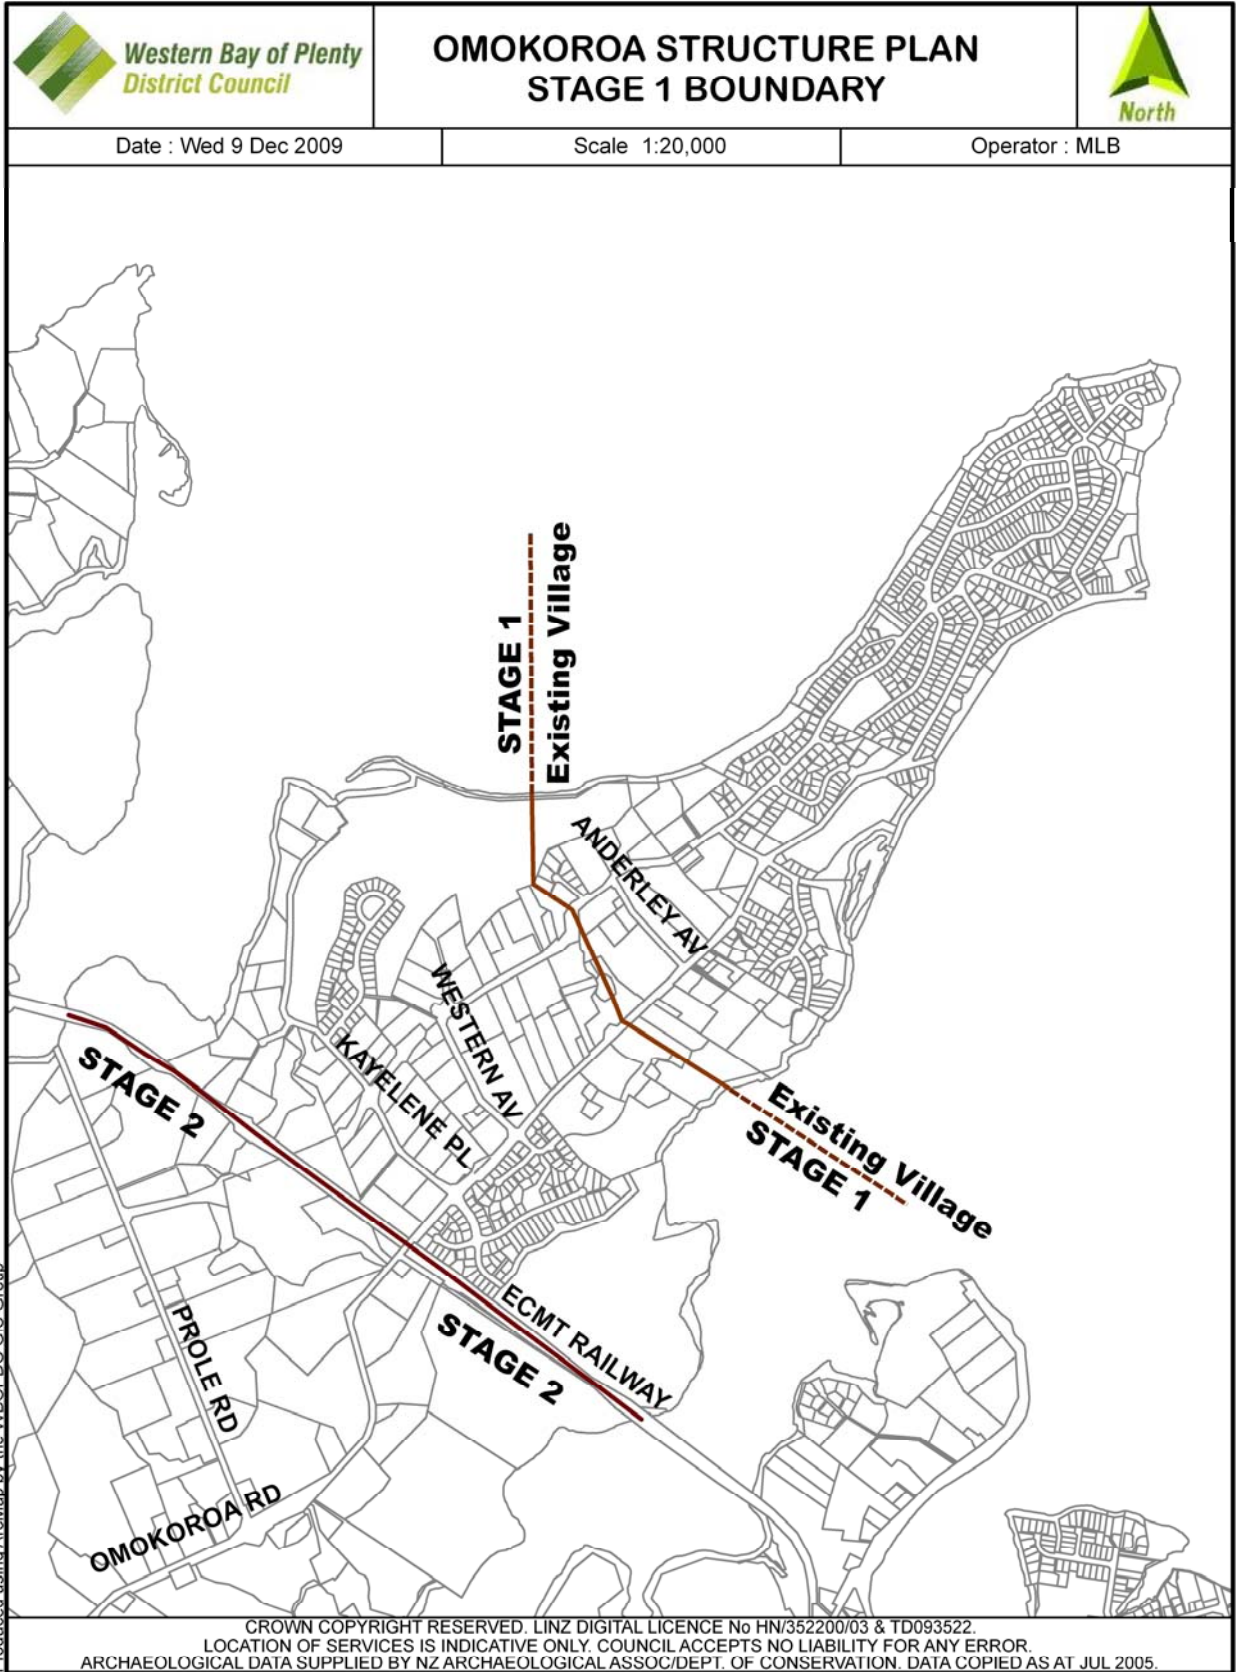 Western Bay of Plenty
District Council
OMOKOROA STRUCTURE PLAN
STAGE 1 BOUNDARY
North
Date : Wed 9 Dec 2009
Scale 1:20,000
Operator : MLB
STAGE 1
Existing Village
ANDERLEY AV
WESTERN AV
KAYELENE PL
STAGE 2
Existing Village
STAGE 1
ECMT RAILWAY
STAGE 2
PROLE RD
OMOKOROA RD
CROWN COPYRIGHT RESERVED. LINZ DIGITAL LICENCE No HN/352200/03 & TD093522.
LOCATION OF SERVICES IS INDICATIVE ONLY. COUNCIL ACCEPTS NO LIABILITY FOR ANY ERROR.
ARCHAEOLOGICAL DATA SUPPLIED BY NZ ARCHAEOLOGICAL ASSOC/DEPT. OF CONSERVATION. DATA COPIED AS AT JUL 2005.